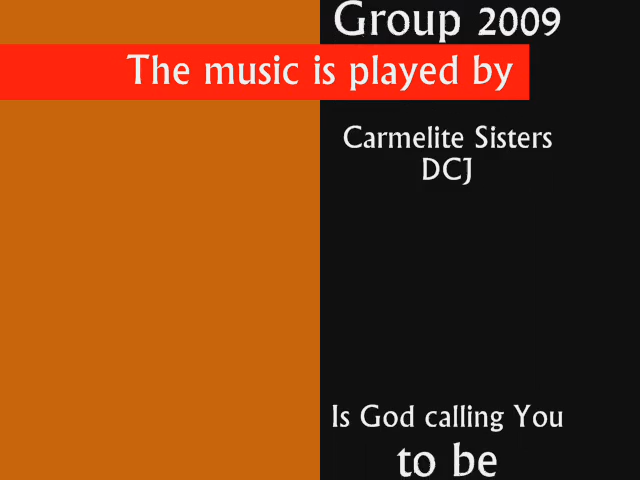 Group 2009
The music is played by
Carmelite Sisters
DCJ
Is God calling You
to be